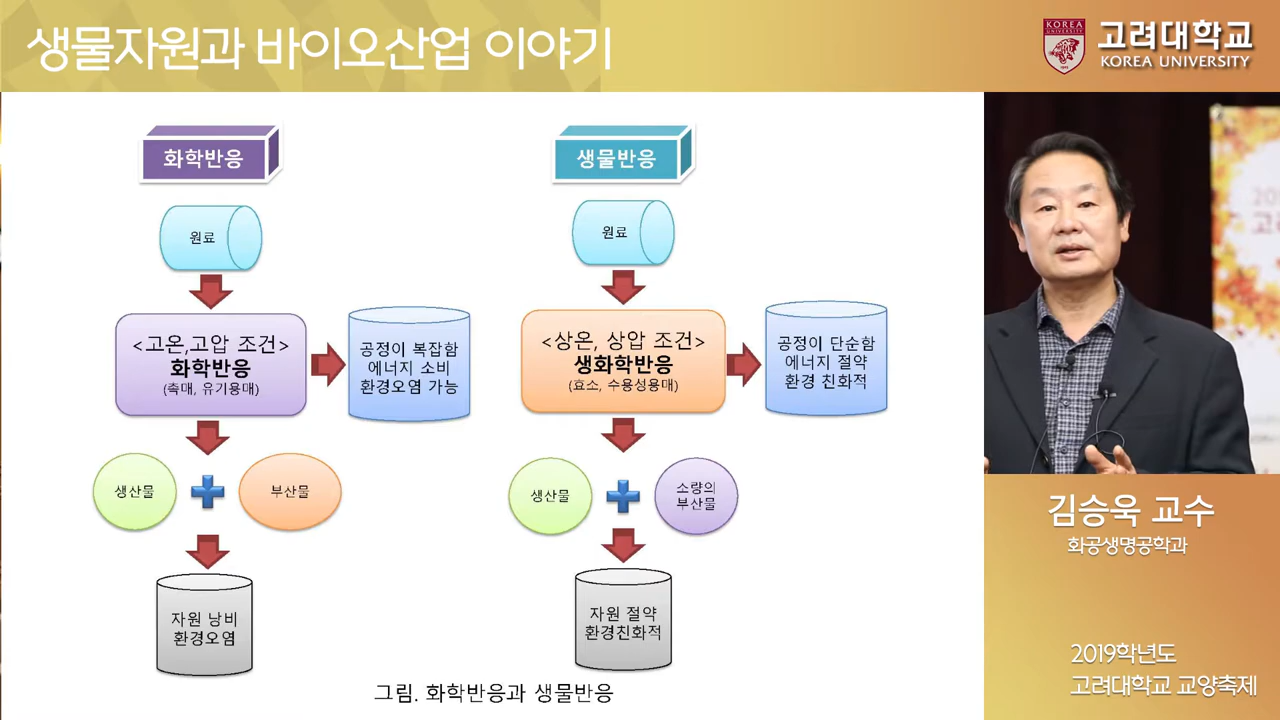 생물자원과 바이오산업 이야기
KOREA
UNIVERSITY
고려대학교
KOREA UNIVERSITY
화학반응
원료
<고온,고압 조건>
화학반응
(촉매, 유기용매)
공정이 복잡함
에너지 소비
환경오염 가능
생산물
부산물
자원 낭비
환경오염
생물반응
원료
<상온, 상압 조건>
생화학반응
(효소, 수용성용매)
공정이 단순함
에너지 절약
환경 친화적
생산물
소량의
부산물
자원 절약
환경친화적
그림. 화학반응과 생물반응
김승욱 교수
화공생명공학과
2019학년도
고려대학교 교양축제